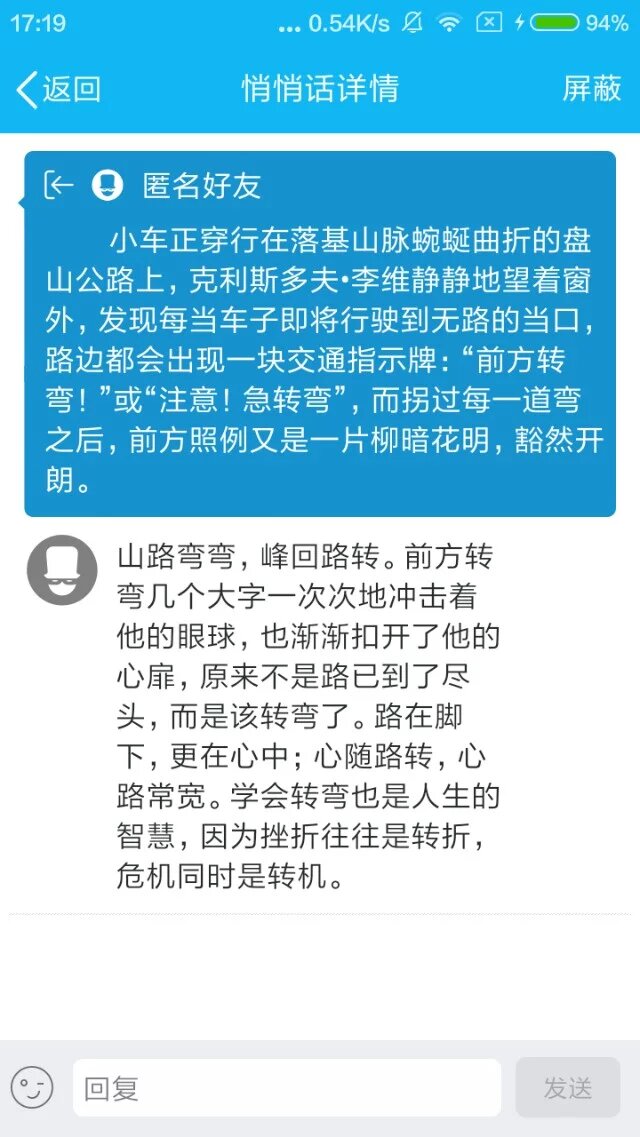 17:19
... 0.54K/s
94%
返回
悄悄话详情
屏蔽
匿名好友
小车正穿行在落基山脉蜿蜒曲折的盘
山公路上，克利斯多夫•李维静静地望着窗
外，发现每当车子即将行驶到无路的当口，
路边都会出现一块交通指示牌：“前方转
弯！”或“注意！急转弯”，而拐过每一道弯
之后，前方照例又是一片柳暗花明，豁然开
朗。
山路弯弯，峰回路转。前方转
弯几个大字一次次地冲击着
他的眼球，也渐渐扣开了他的
心扉，原来不是路已到了尽
头，而是该转弯了。路在脚
下，更在心中；心随路转，心
路常宽。学会转弯也是人生的
智慧，因为挫折往往是转折，
危机同时是转机。
回复
发送